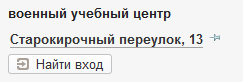 военный учебный центр
Старокирочный переулок, 13
Найти вход